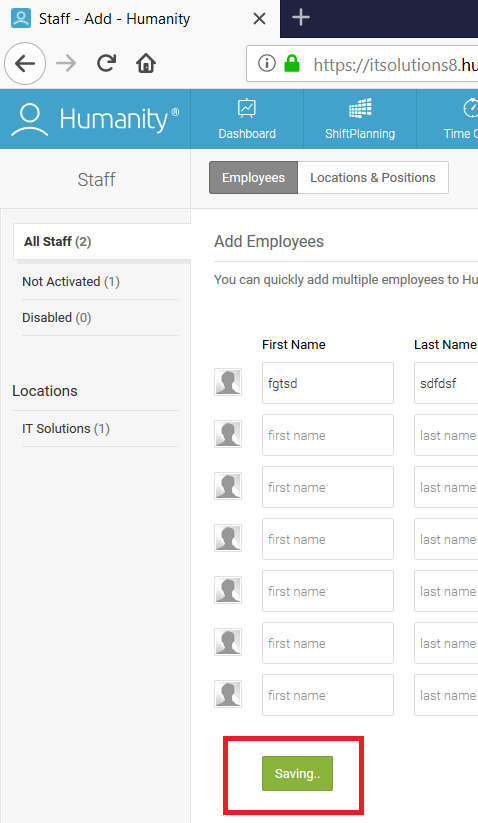 Staff - Add - Humanity
https://itsolutions8.hu
Humanity®
Dashboard
ShiftPlanning
Time C
Staff
Employees
Locations & Positions
All Staff (2)
Not Activated (1)
Disabled (0)
Locations
IT Solutions (1)
Add Employees
You can quickly add multiple employees to Hu
First Name Last Name
fgtsd sdfdsf
first name last name
first name last name
first name last name
first name last name
first name last name
first name last name
Saving..